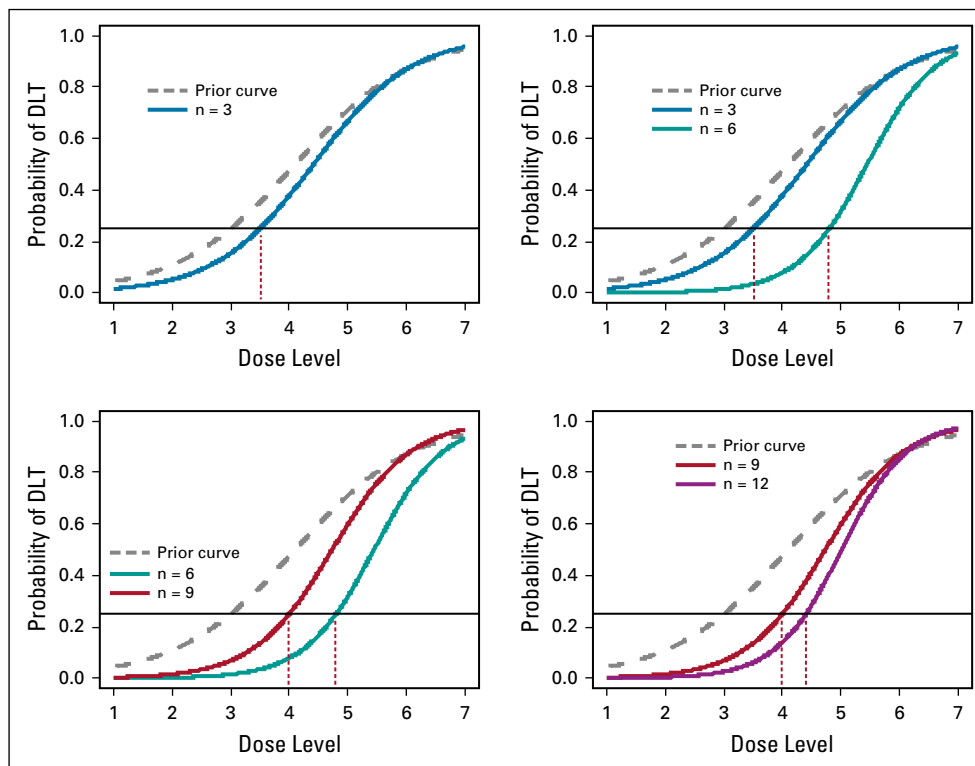 1.0
0.8
0.6
0.4
0.2
0.0
Probability of DLT
Prior curve
n = 3
1 2 3 4 5 6 7
Dose Level
1.0
0.8
0.6
0.4
0.2
0.0
Probability of DLT
Prior curve
n = 3
n = 6
1 2 3 4 5 6 7
Dose Level
1.0
0.8
0.6
0.4
0.2
0.0
Probability of DLT
Prior curve
n = 6
n = 9
1 2 3 4 5 6 7
Dose Level
1.0
0.8
0.6
0.4
0.2
0.0
Probability of DLT
Prior curve
n = 9
n = 12
1 2 3 4 5 6 7
Dose Level